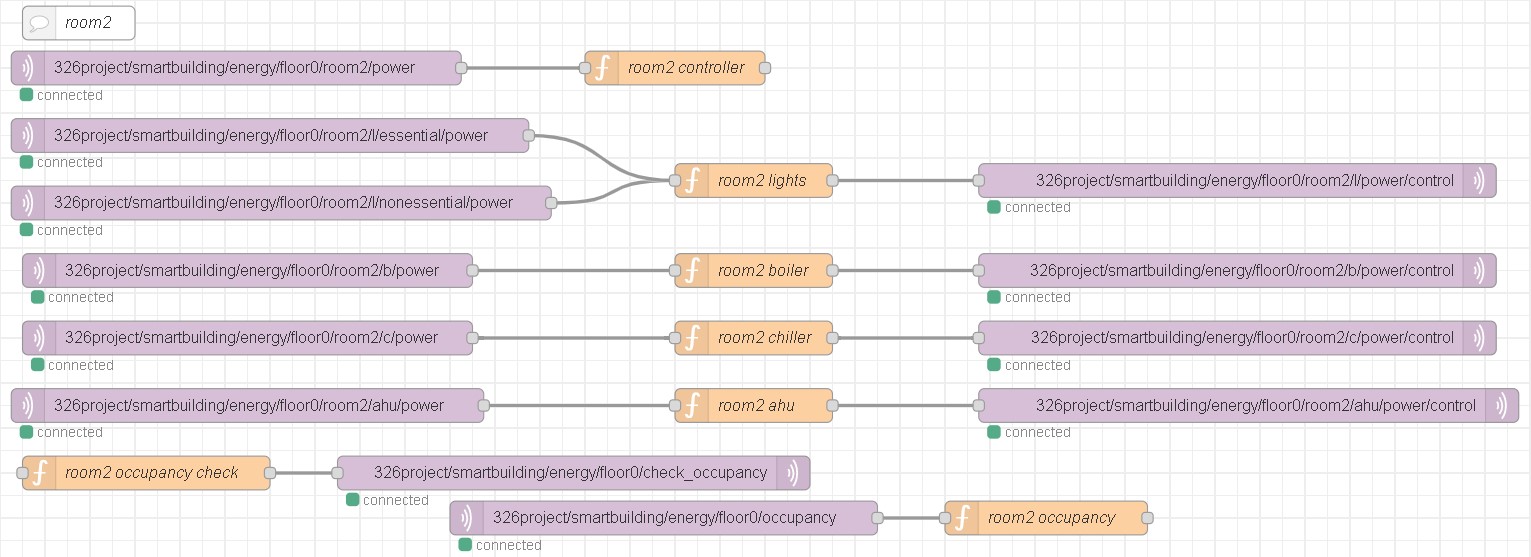 room2
326project/smartbuilding/energy/floor0/room2/power
room2 controller
connected
326project/smartbuilding/energy/floor0/room2/l/essential/power
connected
room2 lights
326project/smartbuilding/energy/floor0/room2/l/power/control
326project/smartbuilding/energy/floor0/room2/l/nonessential/power
connected
connected
326project/smartbuilding/energy/floor0/room2/b/power
room2 boiler
326project/smartbuilding/energy/floor0/room2/b/power/control
connected
connected
326project/smartbuilding/energy/floor0/room2/c/power
room2 chiller
326project/smartbuilding/energy/floor0/room2/c/power/control
connected
connected
326project/smartbuilding/energy/floor0/room2/ahu/power
room2 ahu
326project/smartbuilding/energy/floor0/room2/ahu/power/control
connected
connected
room2 occupancy check
326project/smartbuilding/energy/floor0/check_occupancy
connected
326project/smartbuilding/energy/floor0/occupancy
room2 occupancy
connected